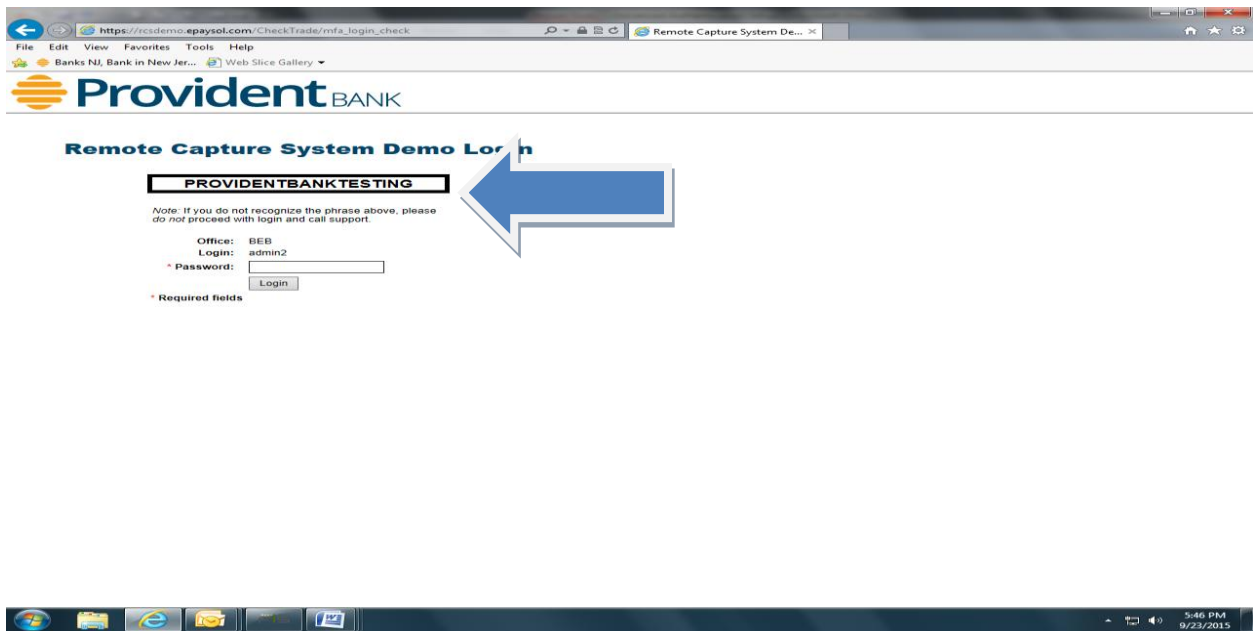 https://rcsdemo.epaysol.com/CheckTrade/mfa_login_check
Remote Capture System De...
File Edit View Favorites Tools Help
Banks NJ, Bank in New Jer... Web Slice Gallery
Provident BANK
Remote Capture System Demo Login
PROVIDENTBANKTESTING
Note: If you do not recognize the phrase above, please
do not proceed with login and call support.
Office: BEB
Login: admin2
* Password:
Login
* Required fields
5:46 PM
9/23/2015